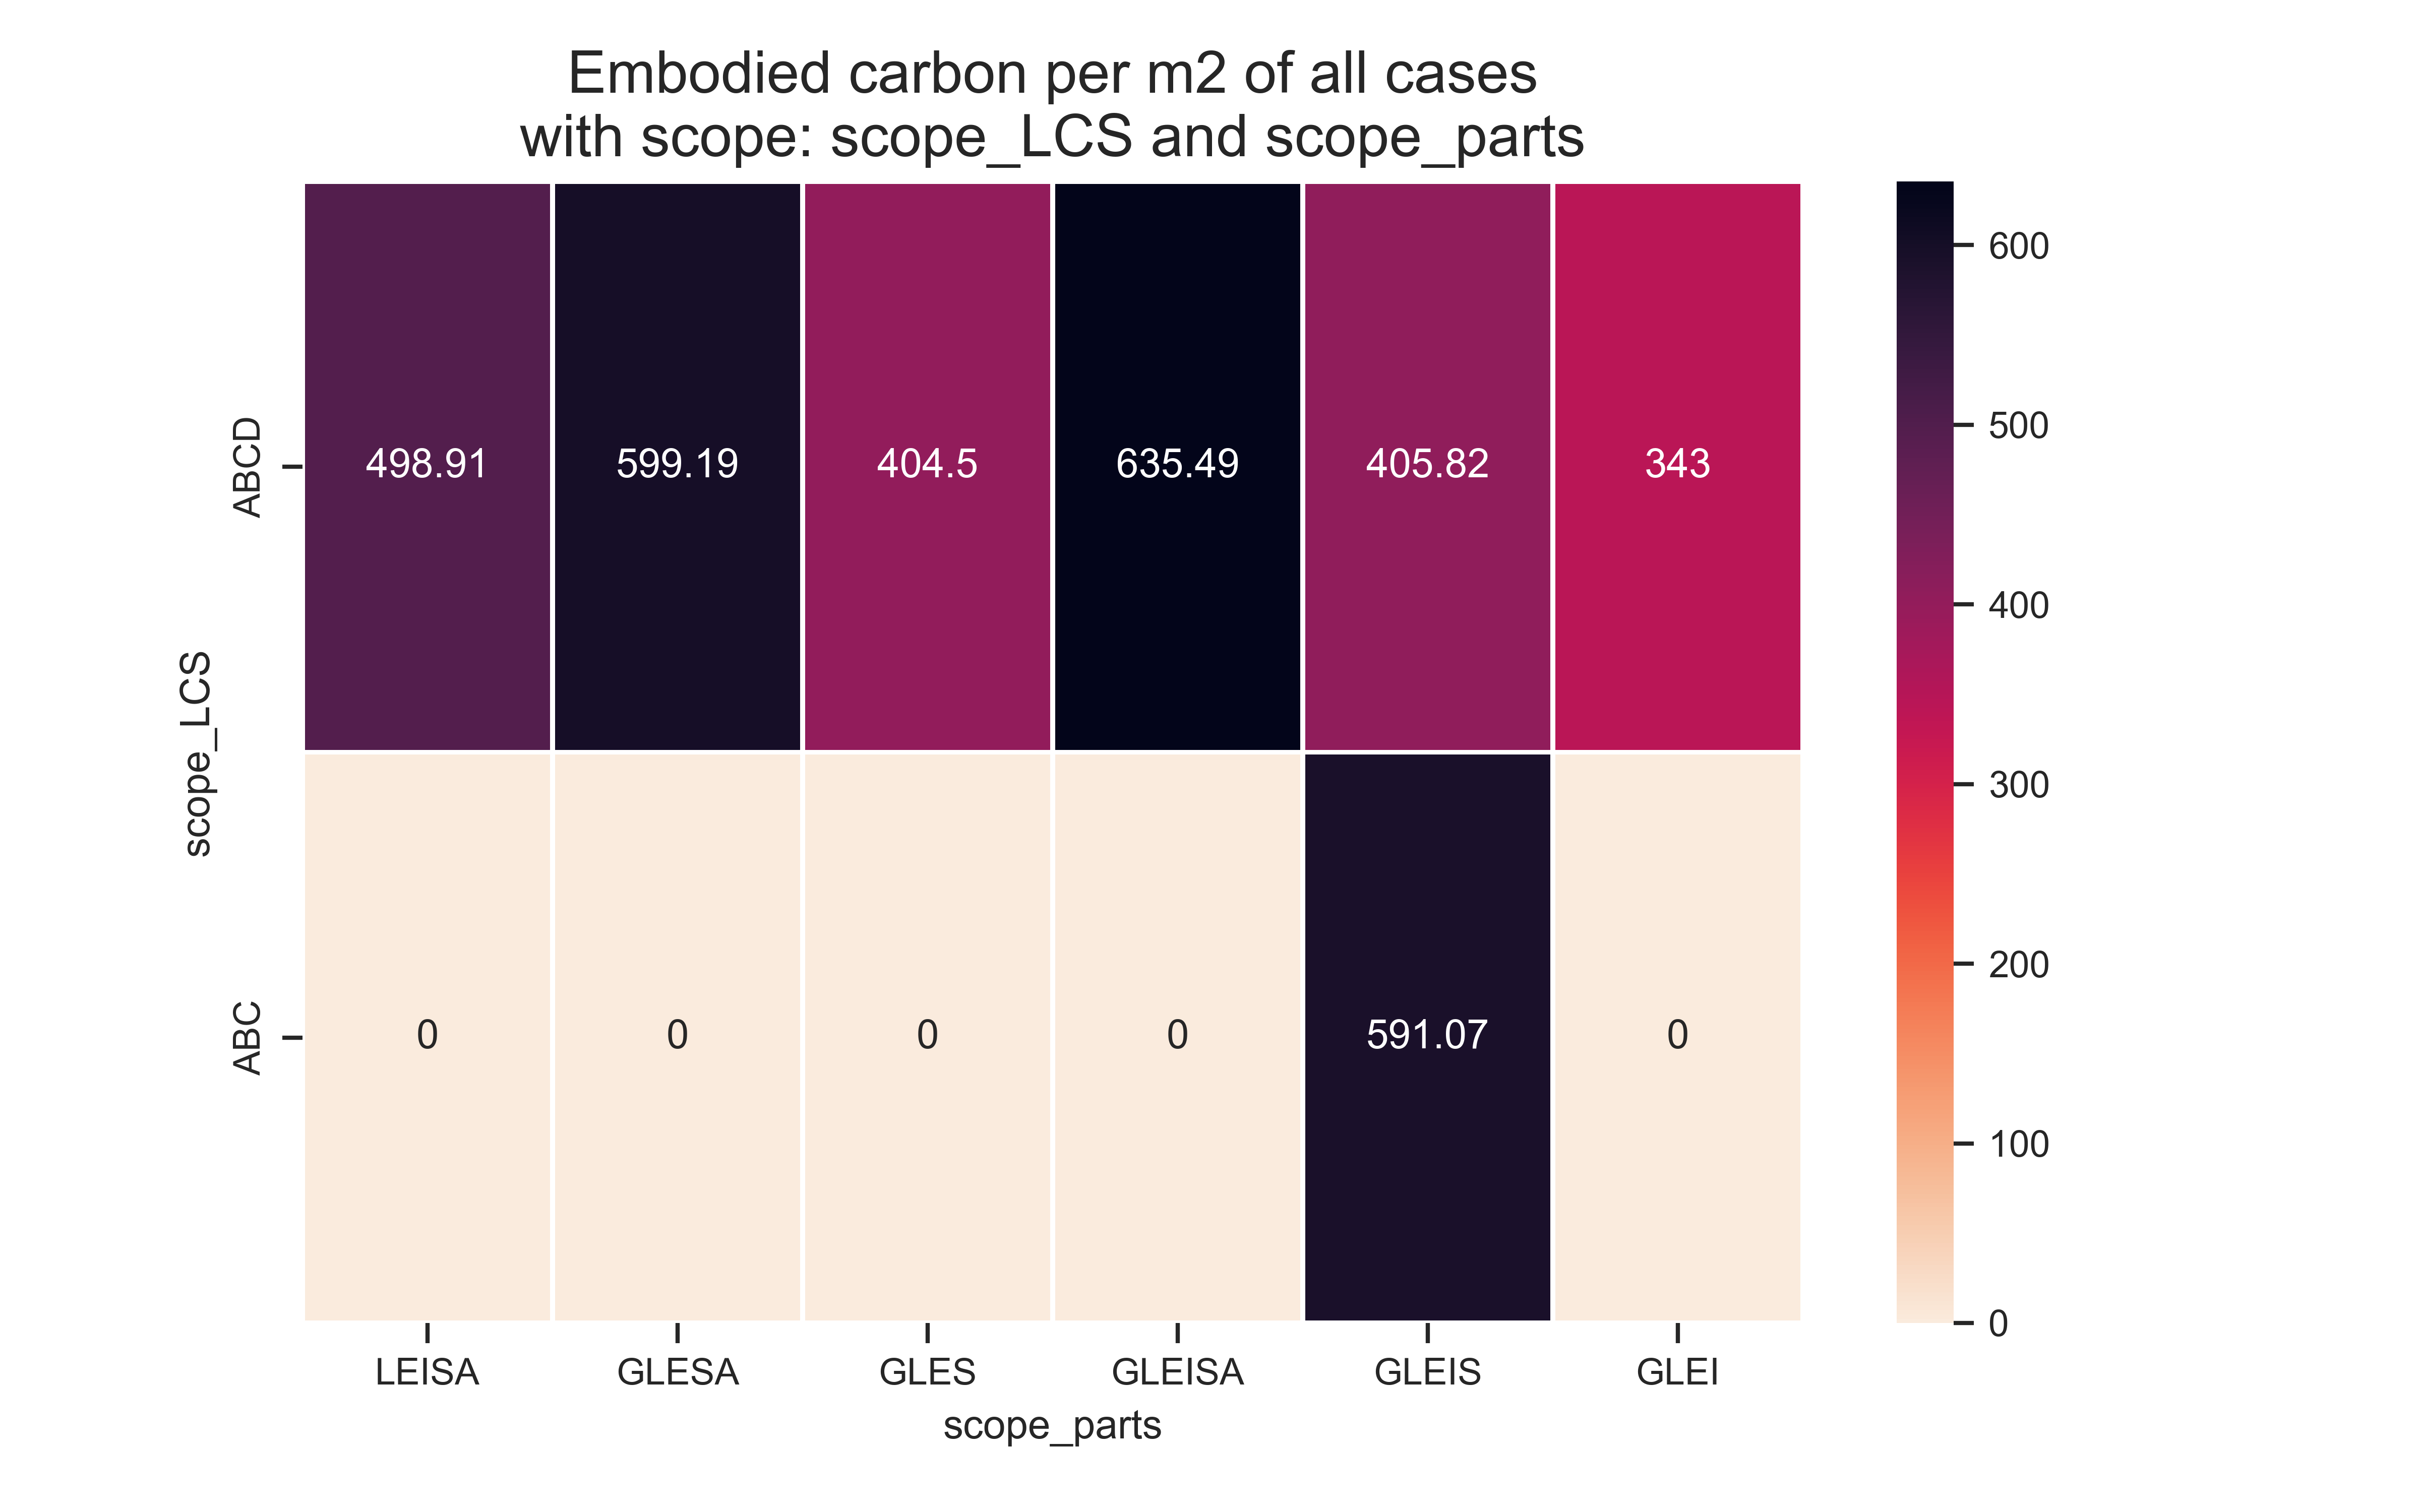 Embodied carbon per m2 of all cases
with scope: scope_LCS and scope_parts
scope_LCS
ABCD
498.91
599.19
404.5
635.49
405.82
343
ABC
0
0
0
0
591.07
0
LEISA
GLESA
GLES
GLEISA
GLEIS
GLEI
scope_parts
600
500
400
300
200
100
0